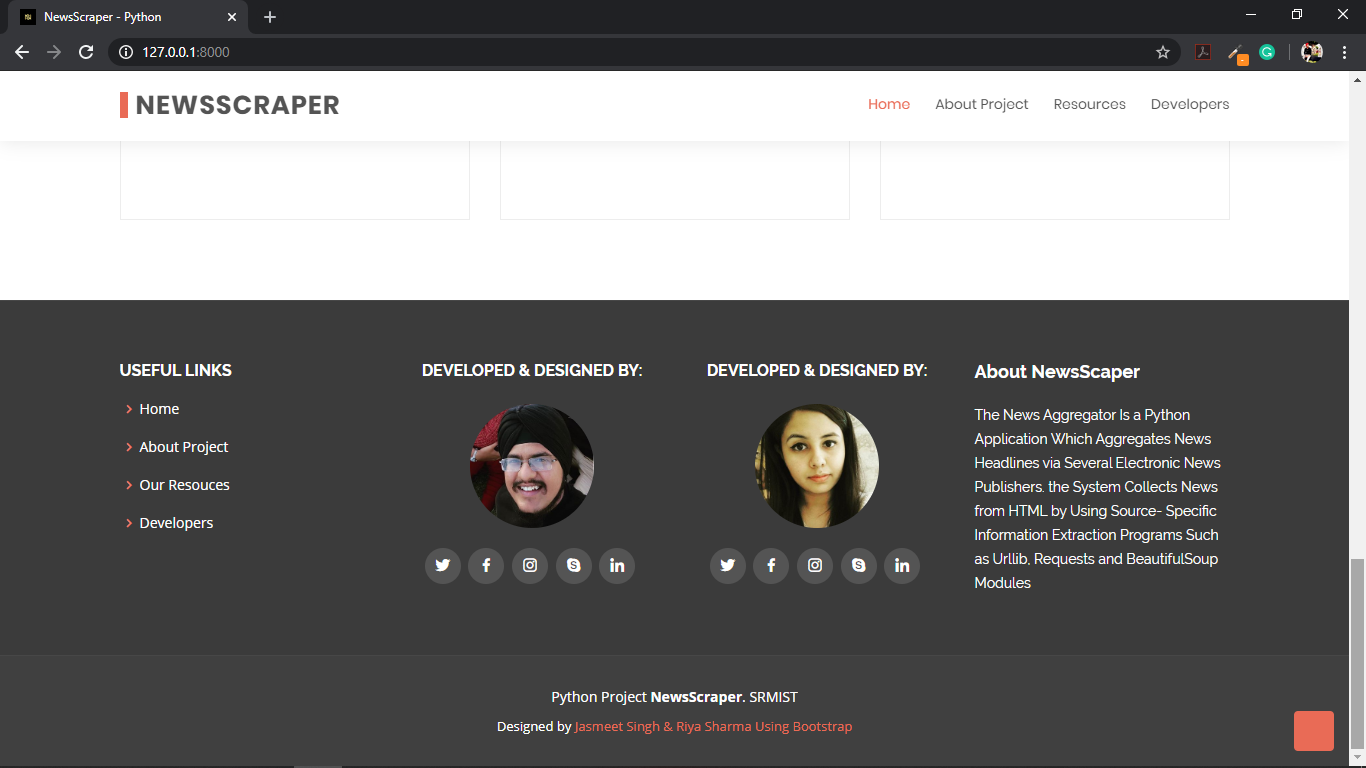 NewsScraper - Python
127.0.0.1:8000
NEWSSCRAPER
Home
About Project
Resources
Developers
USEFUL LINKS
Home
About Project
Our Resouces
Developers
DEVELOPED & DESIGNED BY:
DEVELOPED & DESIGNED BY:
About NewsScaper
The News Aggregator Is a Python
Application Which Aggregates News
Headlines via Several Electronic News
Publishers. the System Collects News
from HTML by Using Source- Specific
Information Extraction Programs Such
as Urllib, Requests and BeautifulSoup
Modules
Python Project NewsScraper. SRMIST
Designed by Jasmeet Singh & Riya Sharma Using Bootstrap